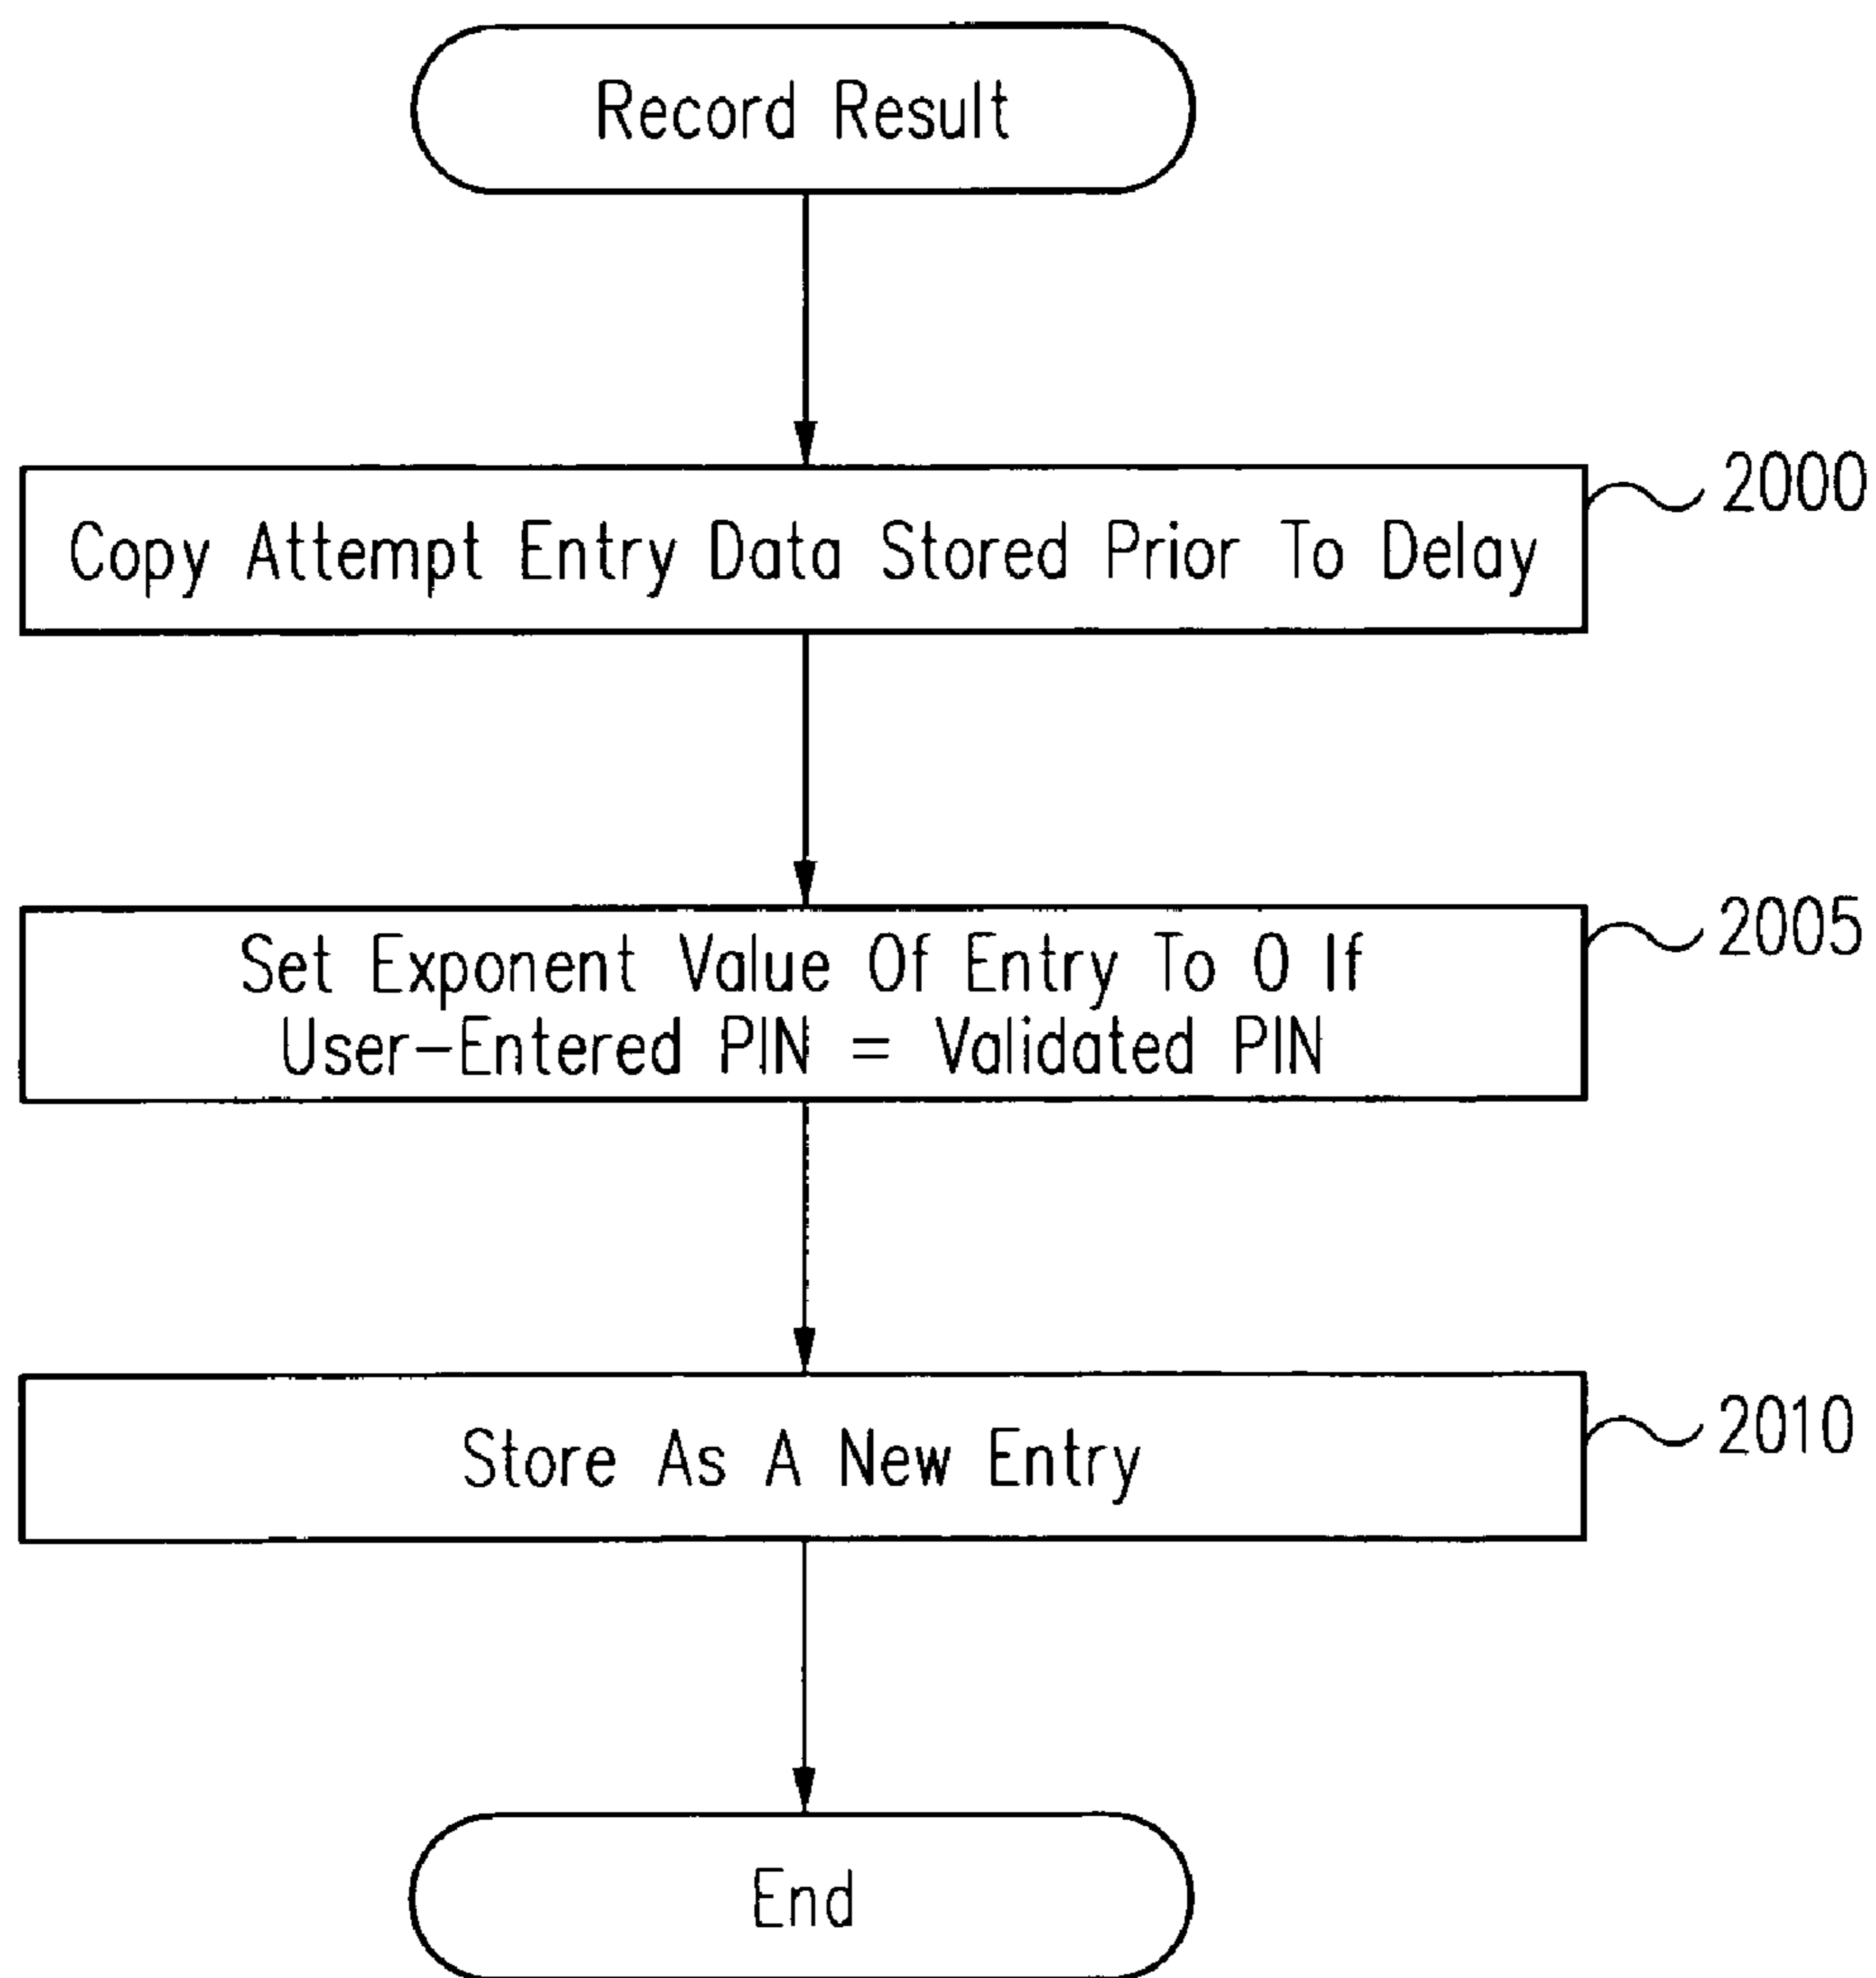 Record Result
2000
Copy Attempt Entry Data Stored Prior To Delay
2005
Set Exponent Value Of Entry To 0 If
User-Entered PIN = Validated PIN
2010
Store As A New Entry
End